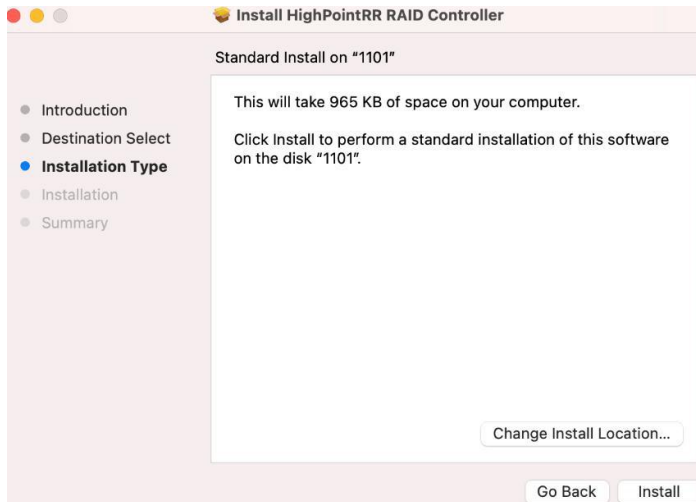 Install HighPointRR RAID Controller
Standard Install on “1101”
Introduction
Destination Select
Installation Type
Installation
Summary
This will take 965 KB of space on your computer.
Click Install to perform a standard installation of this software
on the disk “1101”.
Change Install Location...
Go Back
Install